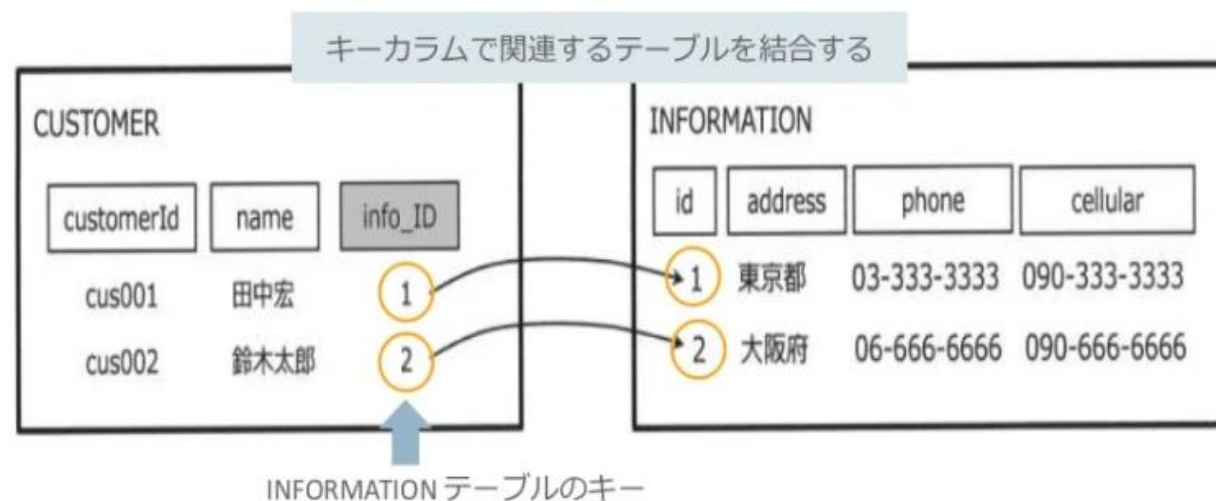 キーカラムで関連するテーブルを結合する
CUSTOMER
customerId name info_ID
cus001 田中宏 1
cus002 鈴木太郎 2
INFORMATION
id address phone cellular
1 東京都 03-333-3333 090-333-3333
2 大阪府 06-666-6666 090-666-6666
INFORMATION テーブルのキー